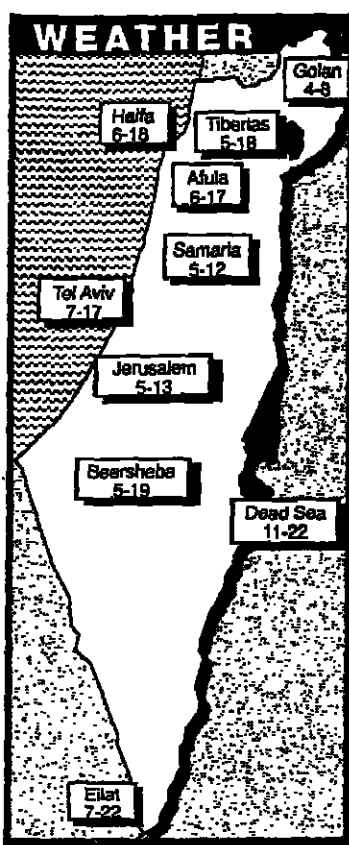 WEATHER
Golan
4-8
Haifa
6-18
Tiberias
5-18
Afula
6-17
Samaria
5-12
Tel Aviv
7-17
Jerusalem
5-13
Beersheba
5-19
Dead Sea
11-22
Eilat
7-22